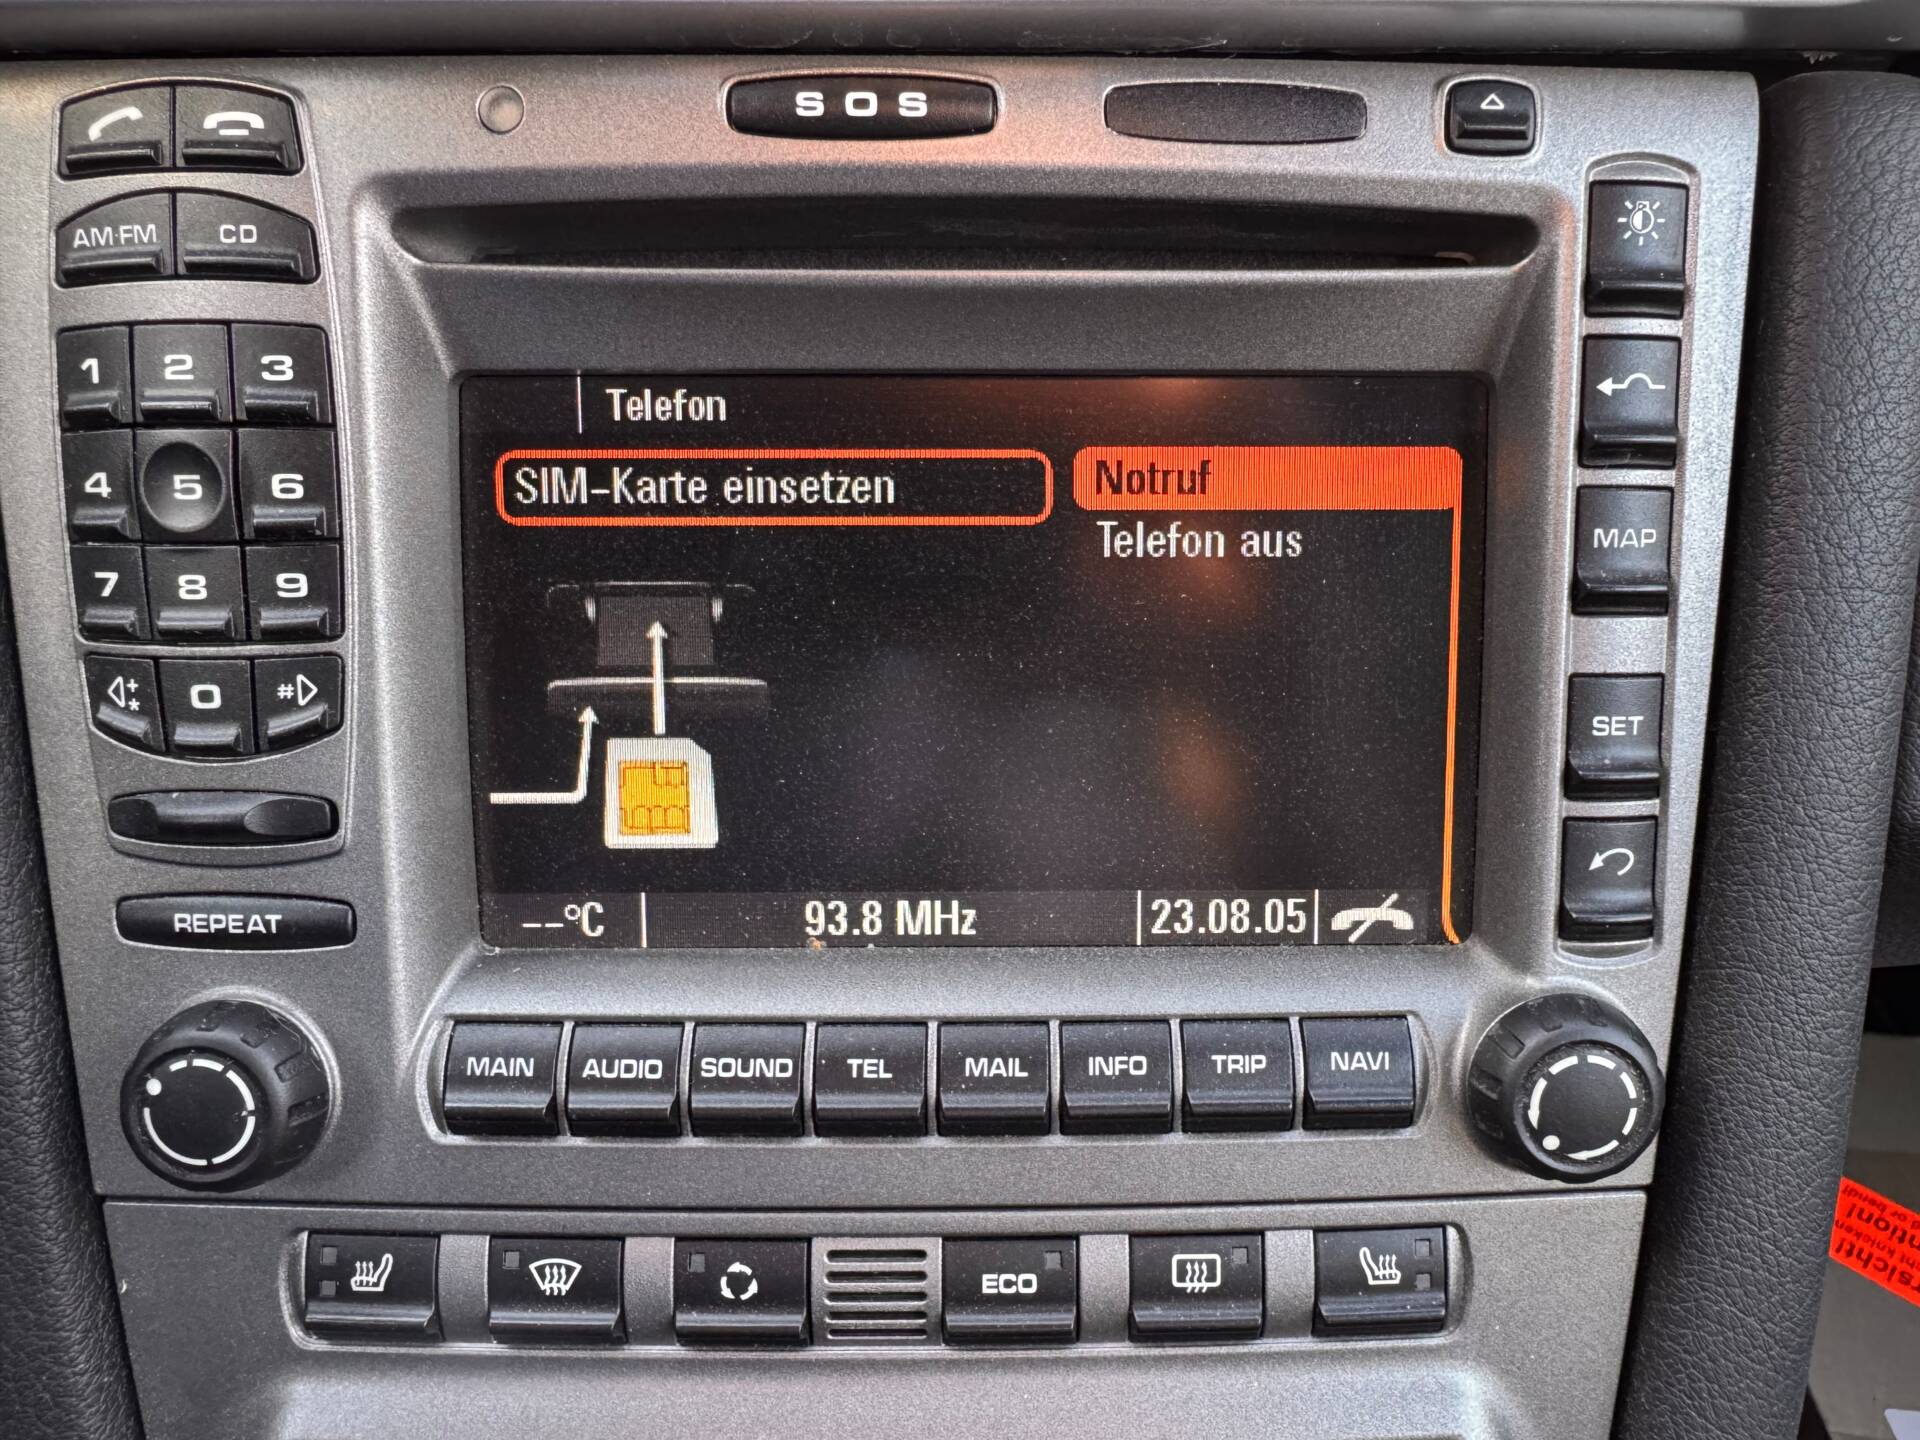 SOS
AM·FM CD
1 2 3
4 5 6
7 8 9
+ * 0 #
REPEAT
Telefon
SIM-Karte einsetzen
Notruf
Telefon aus
--°C 93.8 MHz 23.08.05
MAP
SET
MAIN AUDIO SOUND TEL MAIL INFO TRIP NAVI
ECO